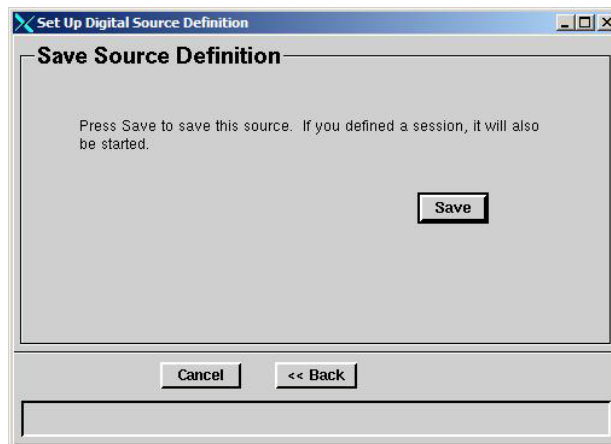 Set Up Digital Source Definition
Save Source Definition
Press Save to save this source. If you defined a session, it will also
be started.
Save
Cancel
<< Back